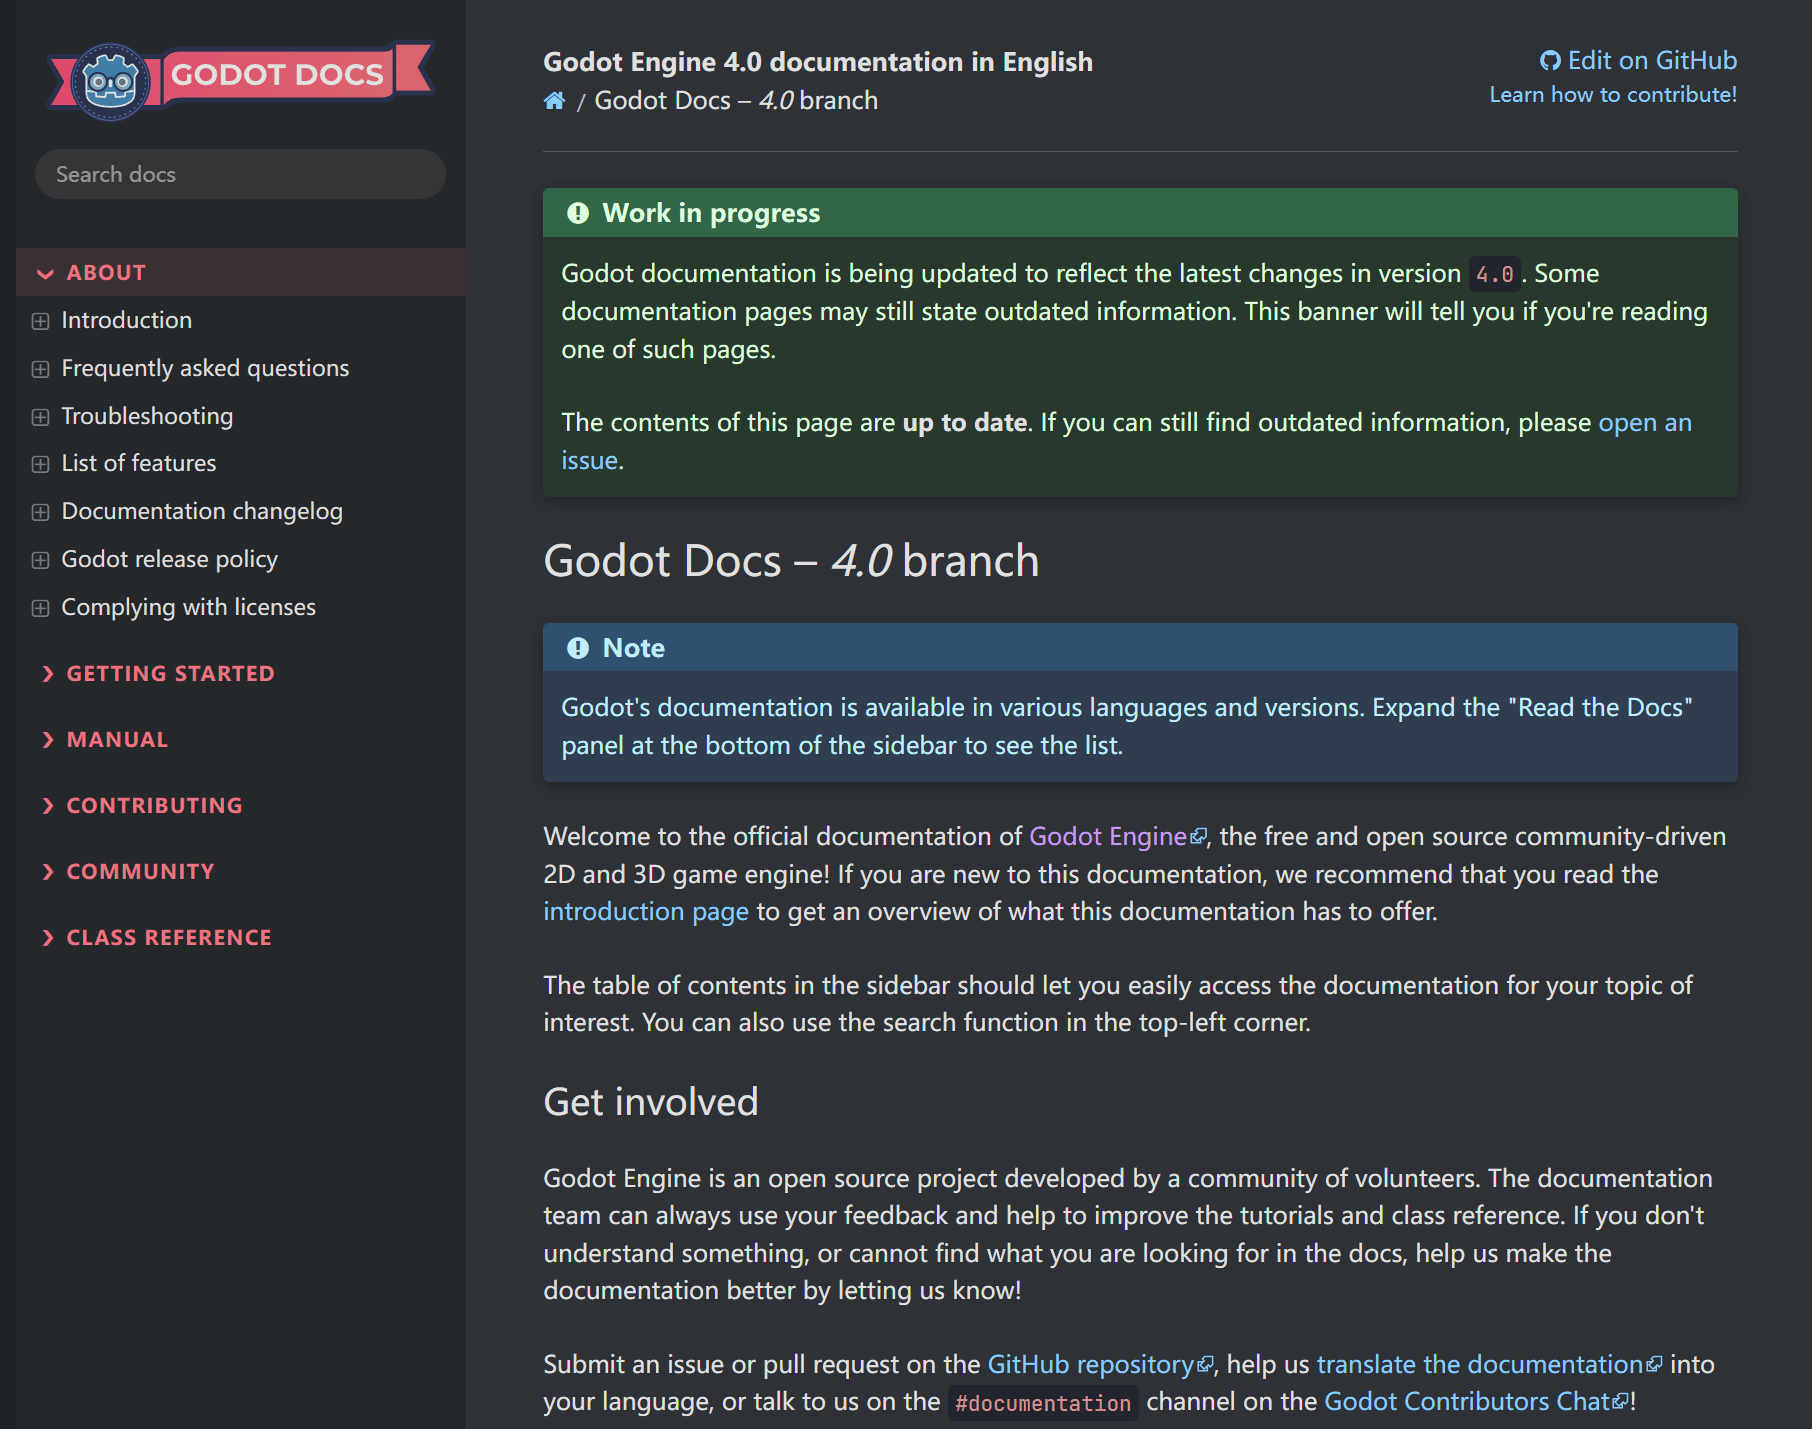 GODOT DOCS
Search docs
ABOUT
Introduction
Frequently asked questions
Troubleshooting
List of features
Documentation changelog
Godot release policy
Complying with licenses
GETTING STARTED
MANUAL
CONTRIBUTING
COMMUNITY
CLASS REFERENCE
Godot Engine 4.0 documentation in English
/ Godot Docs – 4.0 branch
Edit on GitHub
Learn how to contribute!
Work in progress
Godot documentation is being updated to reflect the latest changes in version 4.0. Some
documentation pages may still state outdated information. This banner will tell you if you're reading
one of such pages.
The contents of this page are up to date. If you can still find outdated information, please open an
issue.
Godot Docs – 4.0 branch
Note
Godot's documentation is available in various languages and versions. Expand the "Read the Docs"
panel at the bottom of the sidebar to see the list.
Welcome to the official documentation of Godot Engine, the free and open source community-driven
2D and 3D game engine! If you are new to this documentation, we recommend that you read the
introduction page to get an overview of what this documentation has to offer.
The table of contents in the sidebar should let you easily access the documentation for your topic of
interest. You can also use the search function in the top-left corner.
Get involved
Godot Engine is an open source project developed by a community of volunteers. The documentation
team can always use your feedback and help to improve the tutorials and class reference. If you don't
understand something, or cannot find what you are looking for in the docs, help us make the
documentation better by letting us know!
Submit an issue or pull request on the GitHub repository, help us translate the documentation into
your language, or talk to us on the #documentation channel on the Godot Contributors Chat!